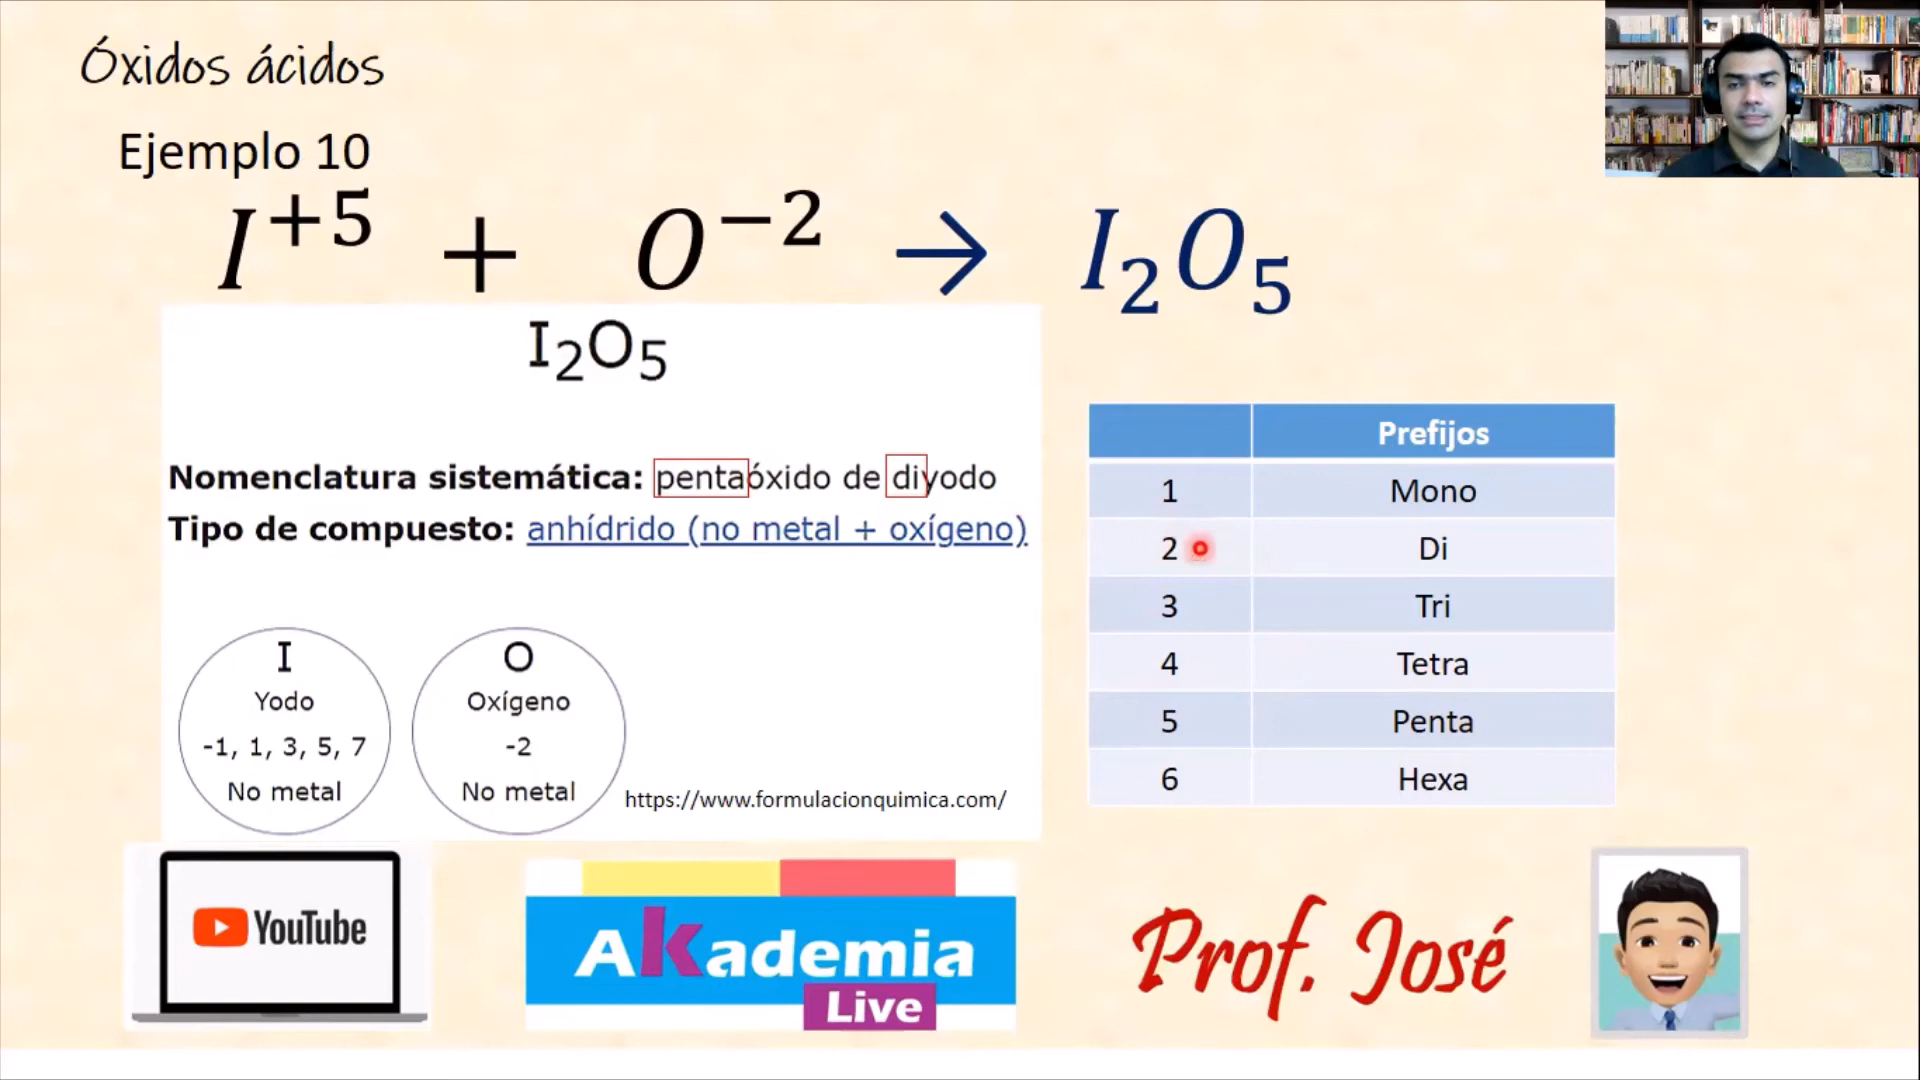 Óxidos ácidos
Ejemplo 10
I⁺⁵ + O⁻² → I₂O₅
I₂O₅
Nomenclatura sistemática: pentaóxido de diyodo
Tipo de compuesto: anhídrido (no metal + oxígeno)
I
Yodo
-1, 1, 3, 5, 7
No metal
O
Oxígeno
-2
No metal
https://www.formulacionquimica.com/
Prefijos
1 Mono
2 Di
3 Tri
4 Tetra
5 Penta
6 Hexa
YouTube
AKademia
Live
Prof. José